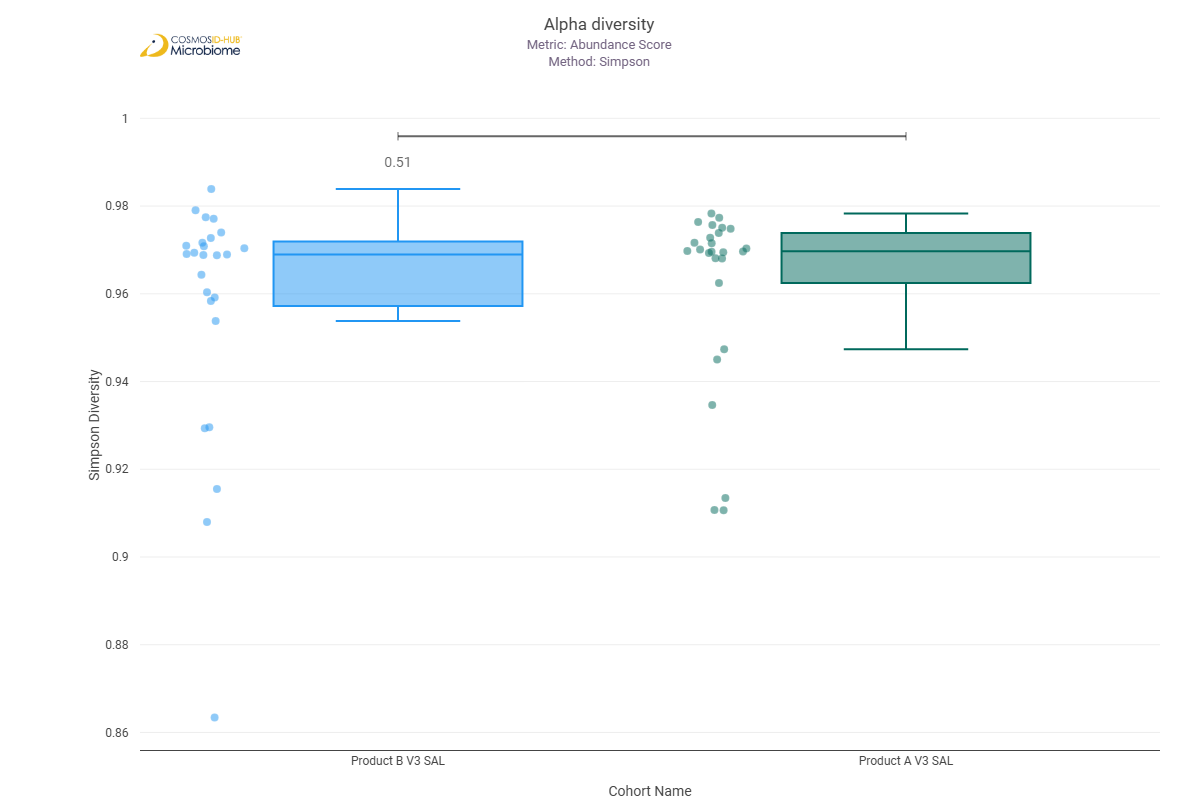 Alpha diversity
Metric: Abundance Score
Method: Simpson
COSMOSID-HUB
Microbiome
1
0.51
0.98
0.96
0.94
0.92
0.9
0.88
0.86
Simpson Diversity
Product B V3 SAL
Product A V3 SAL
Cohort Name